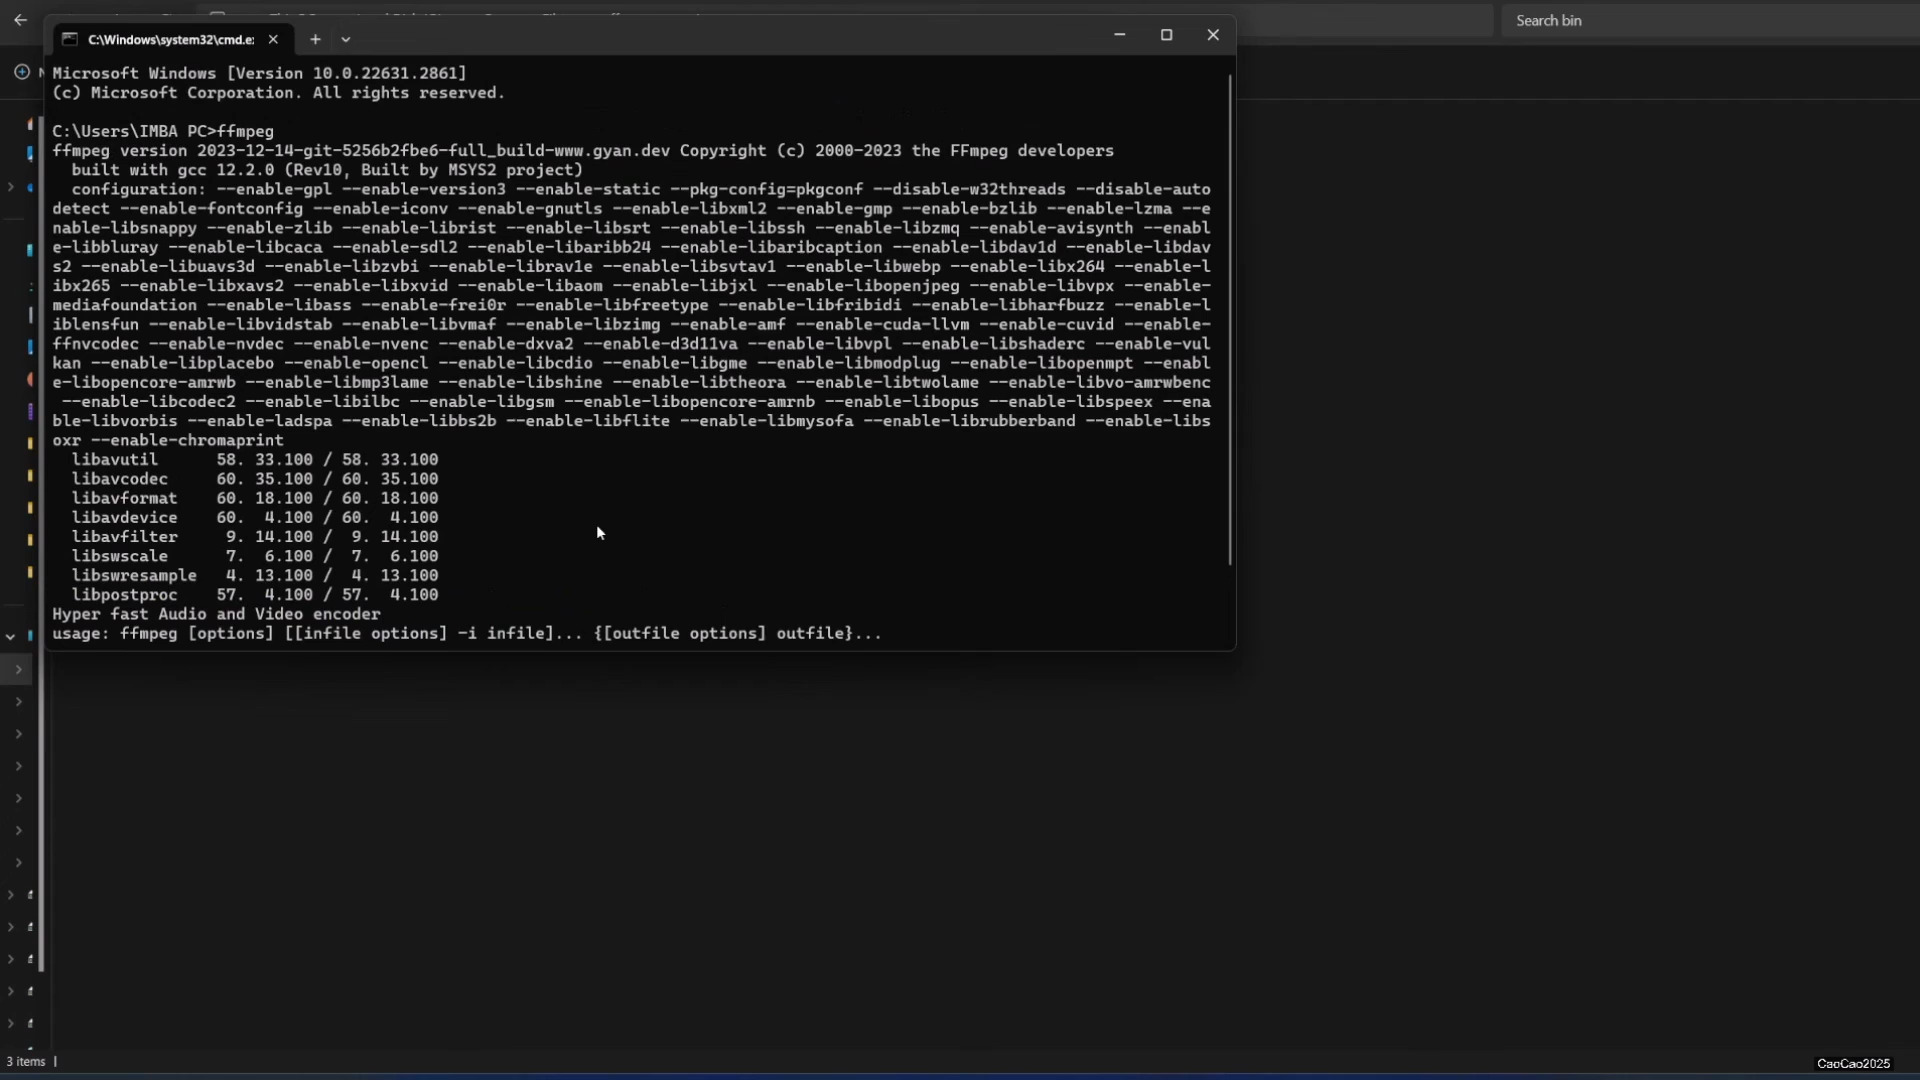 Search bin
C:\Windows\system32\cmd.e:
Microsoft Windows [Version 10.0.22631.2861]
(c) Microsoft Corporation. All rights reserved.
C:\Users\IMBA PC>ffmpeg
ffmpeg version 2023-12-14-git-5256b2fbe6-full_build-www.gyan.dev Copyright (c) 2000-2023 the FFmpeg developers
built with gcc 12.2.0 (Rev10, Built by MSYS2 project)
configuration: --enable-gpl --enable-version3 --enable-static --pkg-config=pkgconf --disable-w32threads --disable-auto
detect --enable-fontconfig --enable-iconv --enable-gnutls --enable-libxml2 --enable-gmp --enable-bzlib --enable-lzma --e
nable-libsnappy --enable-zlib --enable-librist --enable-libsrt --enable-libssh --enable-libzmq --enable-avisynth --enabl
e-libbluray --enable-libcaca --enable-sdl2 --enable-libaribb24 --enable-libaribcaption --enable-libdav1d --enable-libdav
s2 --enable-libuavs3d --enable-libzvbi --enable-librav1e --enable-libsvtav1 --enable-libwebp --enable-libx264 --enable-l
ibx265 --enable-libxavs2 --enable-libxvid --enable-libaom --enable-libjxl --enable-libopenjpeg --enable-libvpx --enable-
mediafoundation --enable-libass --enable-frei0r --enable-libfreetype --enable-libfribidi --enable-libharfbuzz --enable-l
iblensfun --enable-libvidstab --enable-libvmaf --enable-libzimg --enable-amf --enable-cuda-llvm --enable-cuvid --enable-
ffnvcodec --enable-nvdec --enable-nvenc --enable-dxva2 --enable-d3d11va --enable-libvpl --enable-libshaderc --enable-vul
kan --enable-libplacebo --enable-opencl --enable-libcdio --enable-libgme --enable-libmodplug --enable-libopenmpt --enabl
e-libopencore-amrwb --enable-libmp3lame --enable-libshine --enable-libtheora --enable-libtwolame --enable-libvo-amrwbenc
--enable-libcodec2 --enable-libilbc --enable-libgsm --enable-libopencore-amrnb --enable-libopus --enable-libspeex --ena
ble-libvorbis --enable-ladspa --enable-libbs2b --enable-libflite --enable-libmysofa --enable-librubberband --enable-libs
oxr --enable-chromaprint
libavutil 58. 33.100 / 58. 33.100
libavcodec 60. 35.100 / 60. 35.100
libavformat 60. 18.100 / 60. 18.100
libavdevice 60. 4.100 / 60. 4.100
libavfilter 9. 14.100 / 9. 14.100
libswscale 7. 6.100 / 7. 6.100
libswresample 4. 13.100 / 4. 13.100
libpostproc 57. 4.100 / 57. 4.100
Hyper fast Audio and Video encoder
usage: ffmpeg [options] [[infile options] -i infile]... {[outfile options] outfile}...
3 items
CaoCao2025